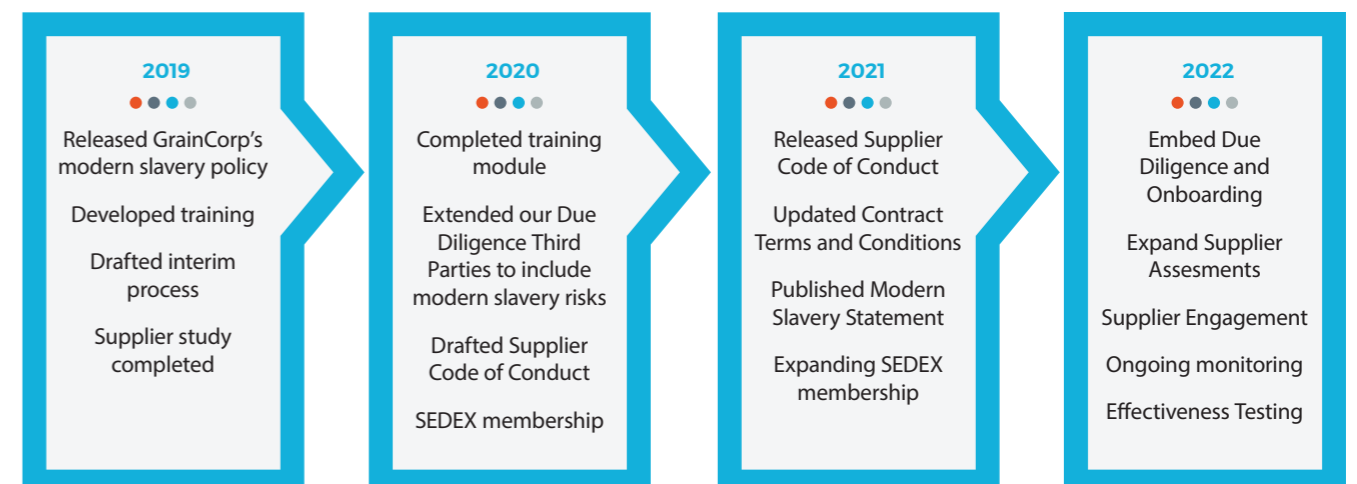 2019
Released GrainCorp’s
modern slavery policy
Developed training
Drafted interim
process
Supplier study
completed
2020
Completed training
module
Extended our Due
Diligence Third
Parties to include
modern slavery risks
Drafted Supplier
Code of Conduct
SEDEX membership
2021
Released Supplier
Code of Conduct
Updated Contract
Terms and Conditions
Published Modern
Slavery Statement
Expanding SEDEX
membership
2022
Embed Due
Diligence and
Onboarding
Expand Supplier
Assesments
Supplier Engagement
Ongoing monitoring
Effectiveness Testing